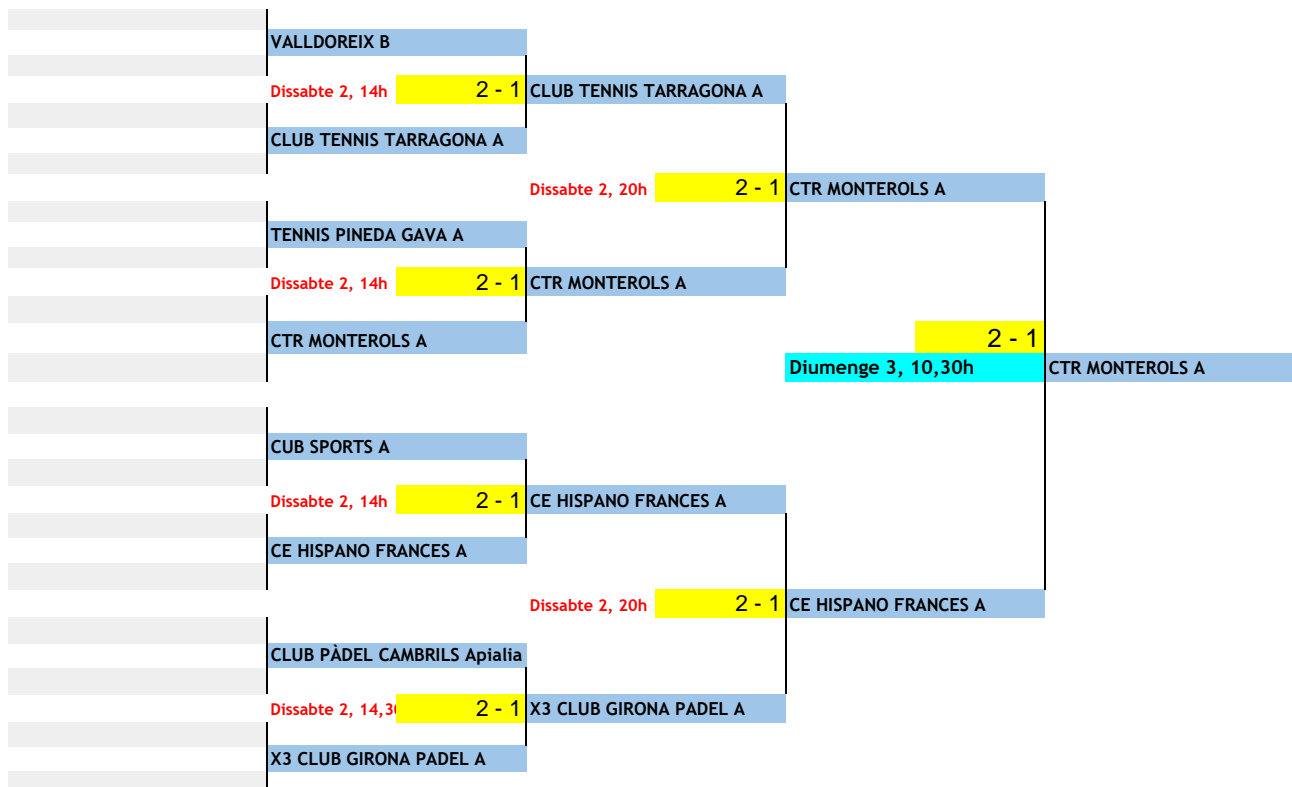 VALLDOREIX B
Dissabte 2, 14h 2 - 1 CLUB TENNIS TARRAGONA A
CLUB TENNIS TARRAGONA A
Dissabte 2, 20h 2 - 1 CTR MONTEROLS A
TENNIS PINEDA GAVA A
Dissabte 2, 14h 2 - 1 CTR MONTEROLS A
CTR MONTEROLS A
2 - 1
Diumenge 3, 10,30h CTR MONTEROLS A
CUB SPORTS A
Dissabte 2, 14h 2 - 1 CE HISPANO FRANCES A
CE HISPANO FRANCES A
Dissabte 2, 20h 2 - 1 CE HISPANO FRANCES A
CLUB PÀDEL CAMBRILS Apialia
Dissabte 2, 14,3 2 - 1 X3 CLUB GIRONA PADEL A
X3 CLUB GIRONA PADEL A